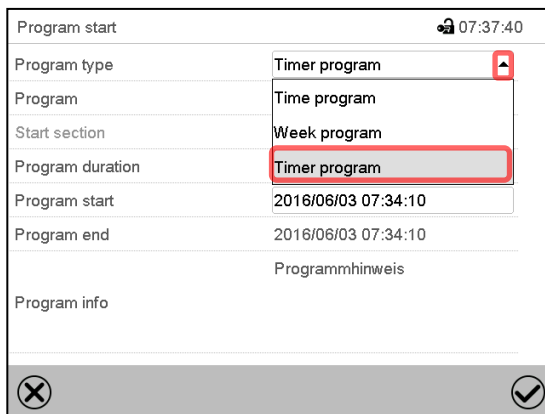 Program start 07:37:40
Program type Timer program
Program Time program
Start section Week program
Program duration Timer program
Program start 2016/06/03 07:34:10
Program end 2016/06/03 07:34:10
Programmhinweis
Program info